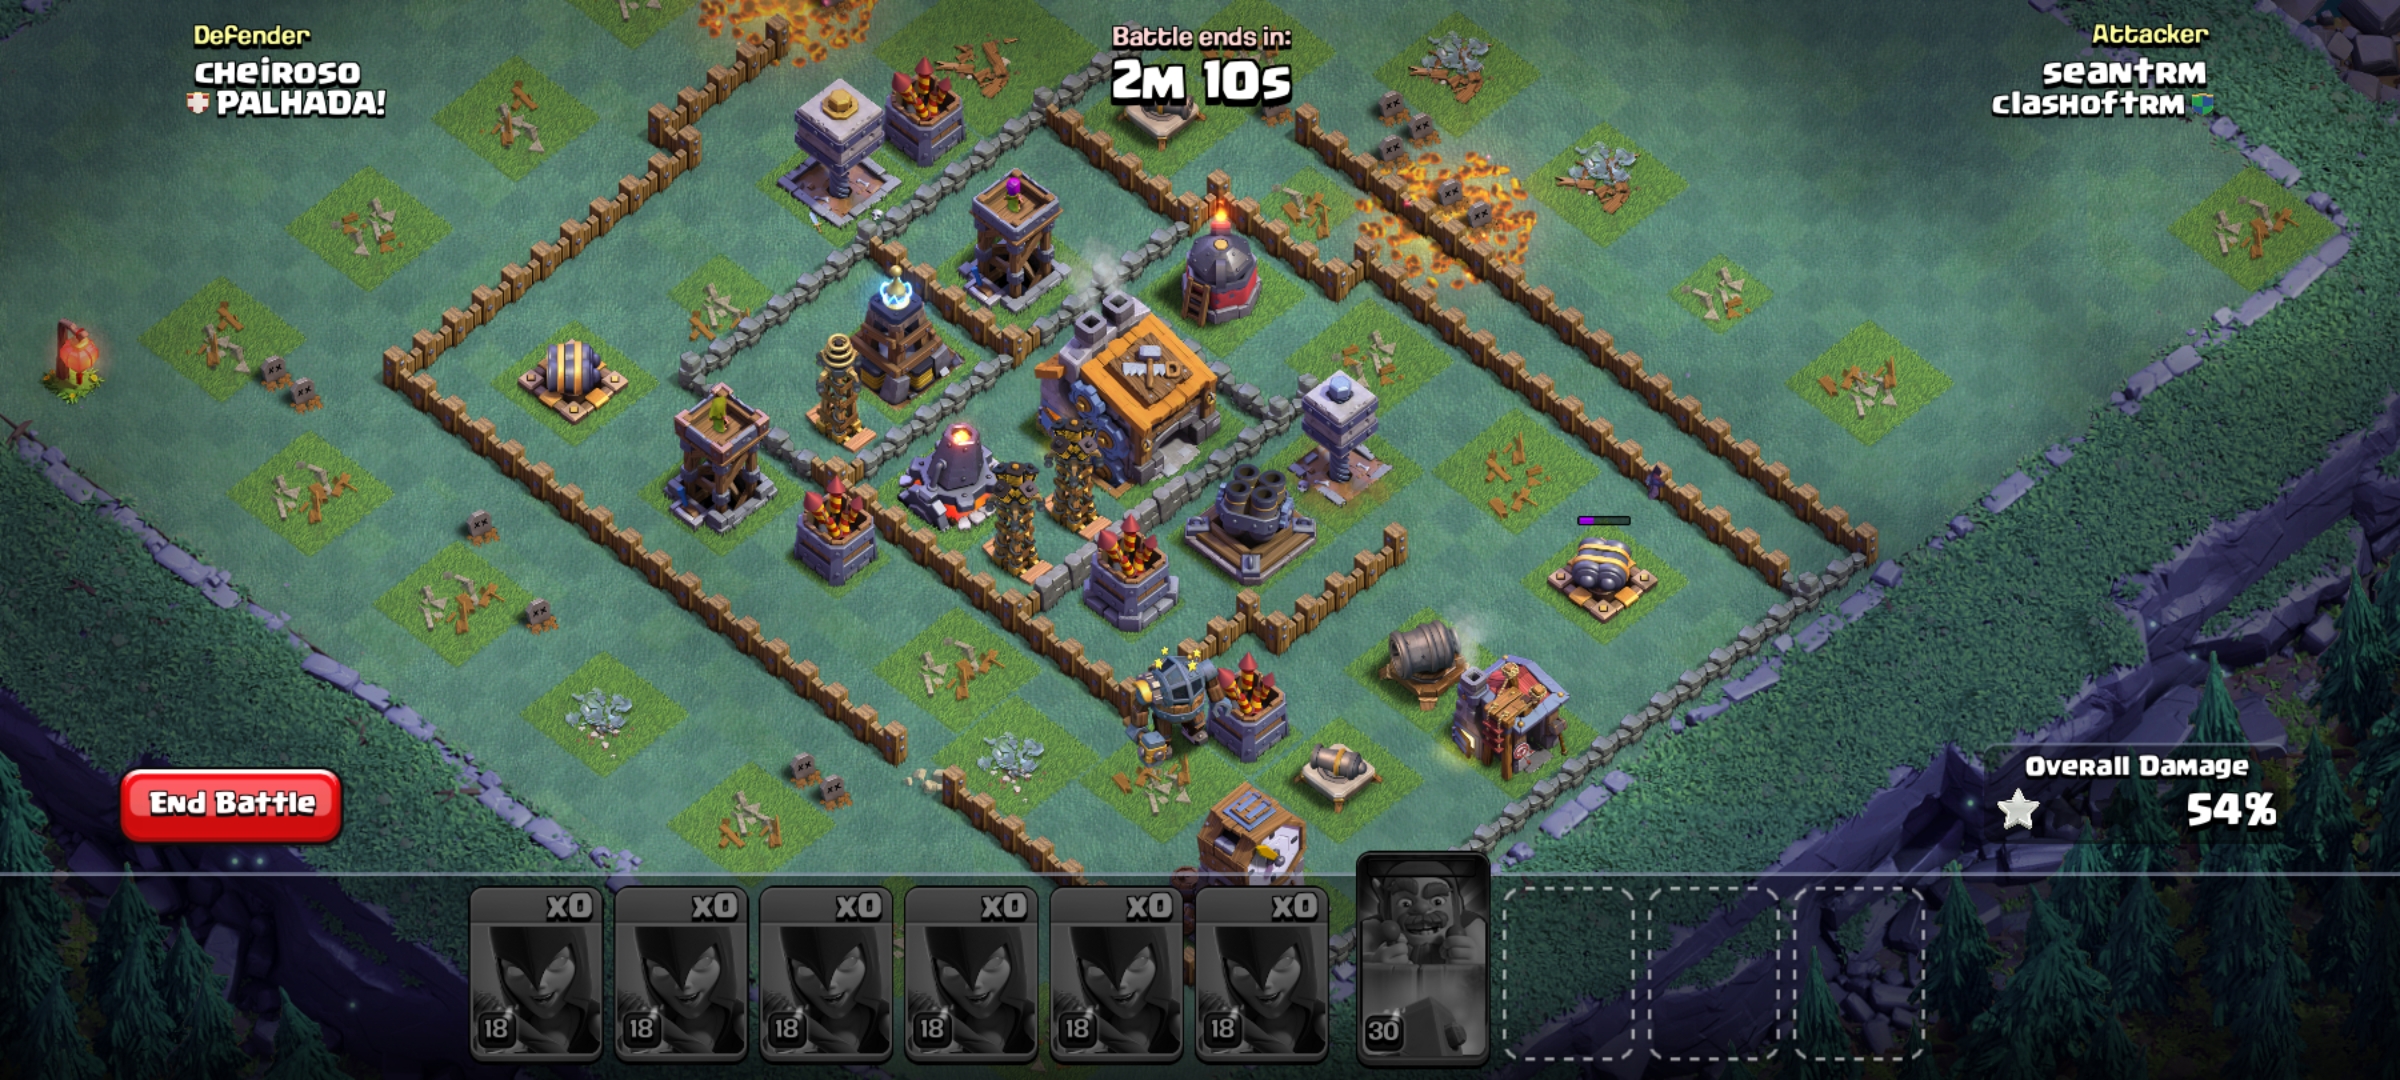 Defender
CHeiROSO
PALHADA!
Battle ends in:
2M 10s
Attacker
seantRM
clashoftRM
End Battle
Overall Damage
54%
x0
x0
x0
x0
x0
x0
18
18
18
18
18
18
30